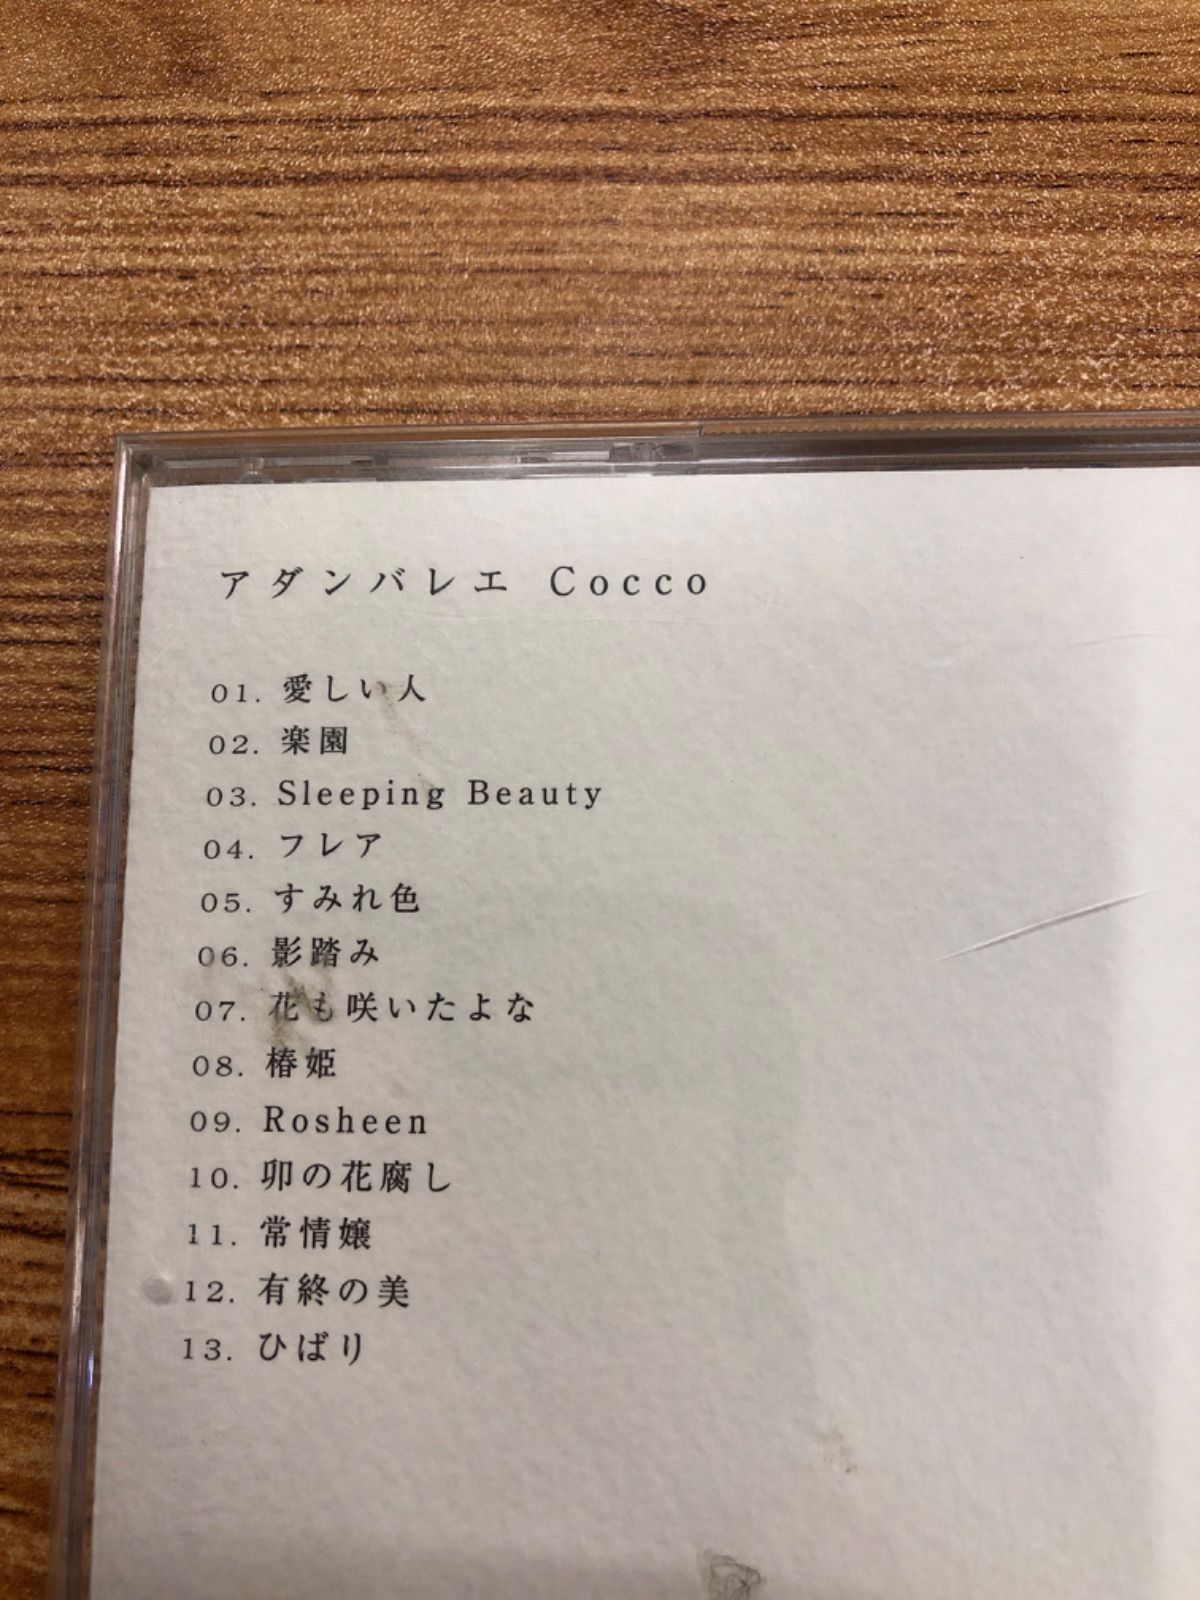 アダンバレエ Cocco
01. 愛しい人
02. 楽園
03. Sleeping Beauty
04. フレア
05. すみれ色
06. 影踏み
07. 花も咲いたよな
08. 椿姫
09. Rosheen
10. 卯の花腐し
11. 常情嬢
12. 有終の美
13. ひばり